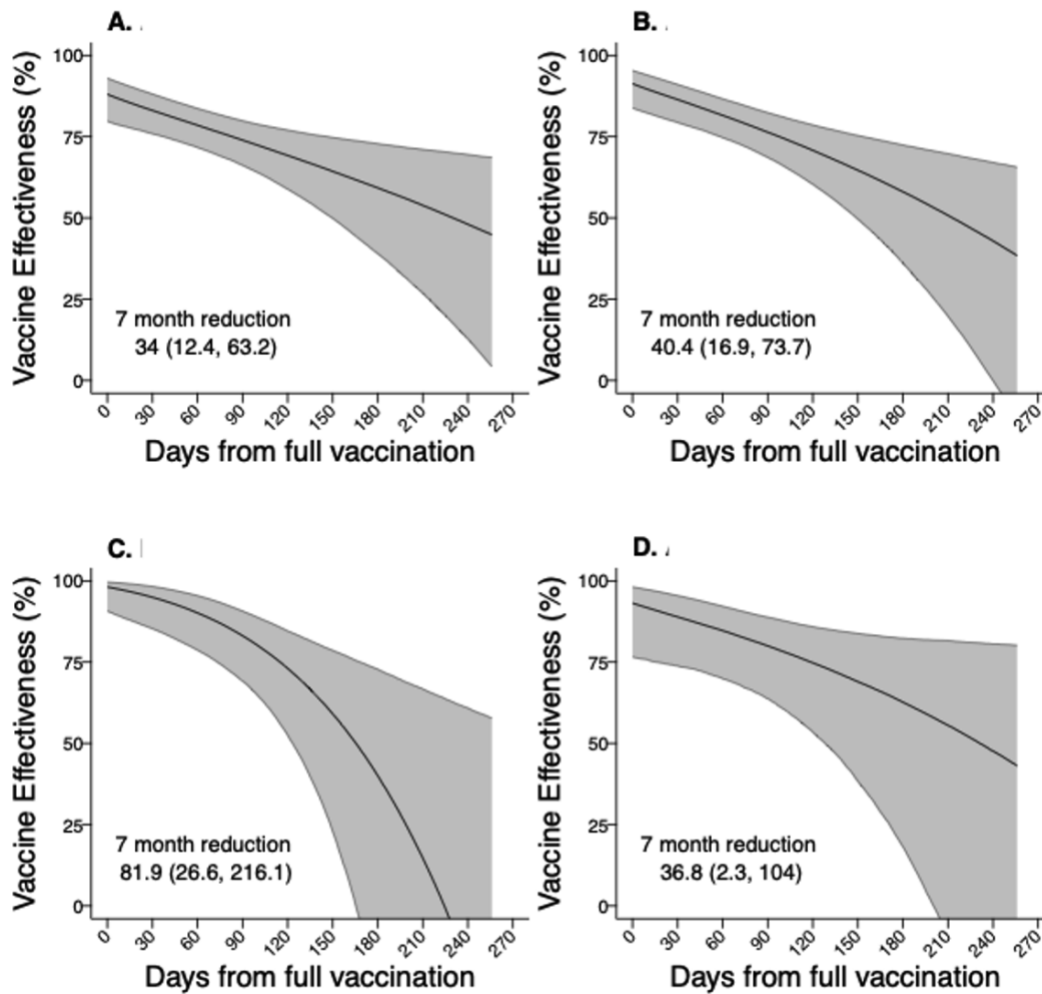 A.
Vaccine Effectiveness (%)
100
75
50
25
0
7 month reduction
34 (12.4, 63.2)
0 30 60 90 120 150 180 210 240 270
Days from full vaccination
B.
Vaccine Effectiveness (%)
100
75
50
25
0
7 month reduction
40.4 (16.9, 73.7)
0 30 60 90 120 150 180 210 240 270
Days from full vaccination
C.
Vaccine Effectiveness (%)
100
75
50
25
0
7 month reduction
81.9 (26.6, 216.1)
0 30 60 90 120 150 180 210 240 270
Days from full vaccination
D.
Vaccine Effectiveness (%)
100
75
50
25
0
7 month reduction
36.8 (2.3, 104)
0 30 60 90 120 150 180 210 240 270
Days from full vaccination